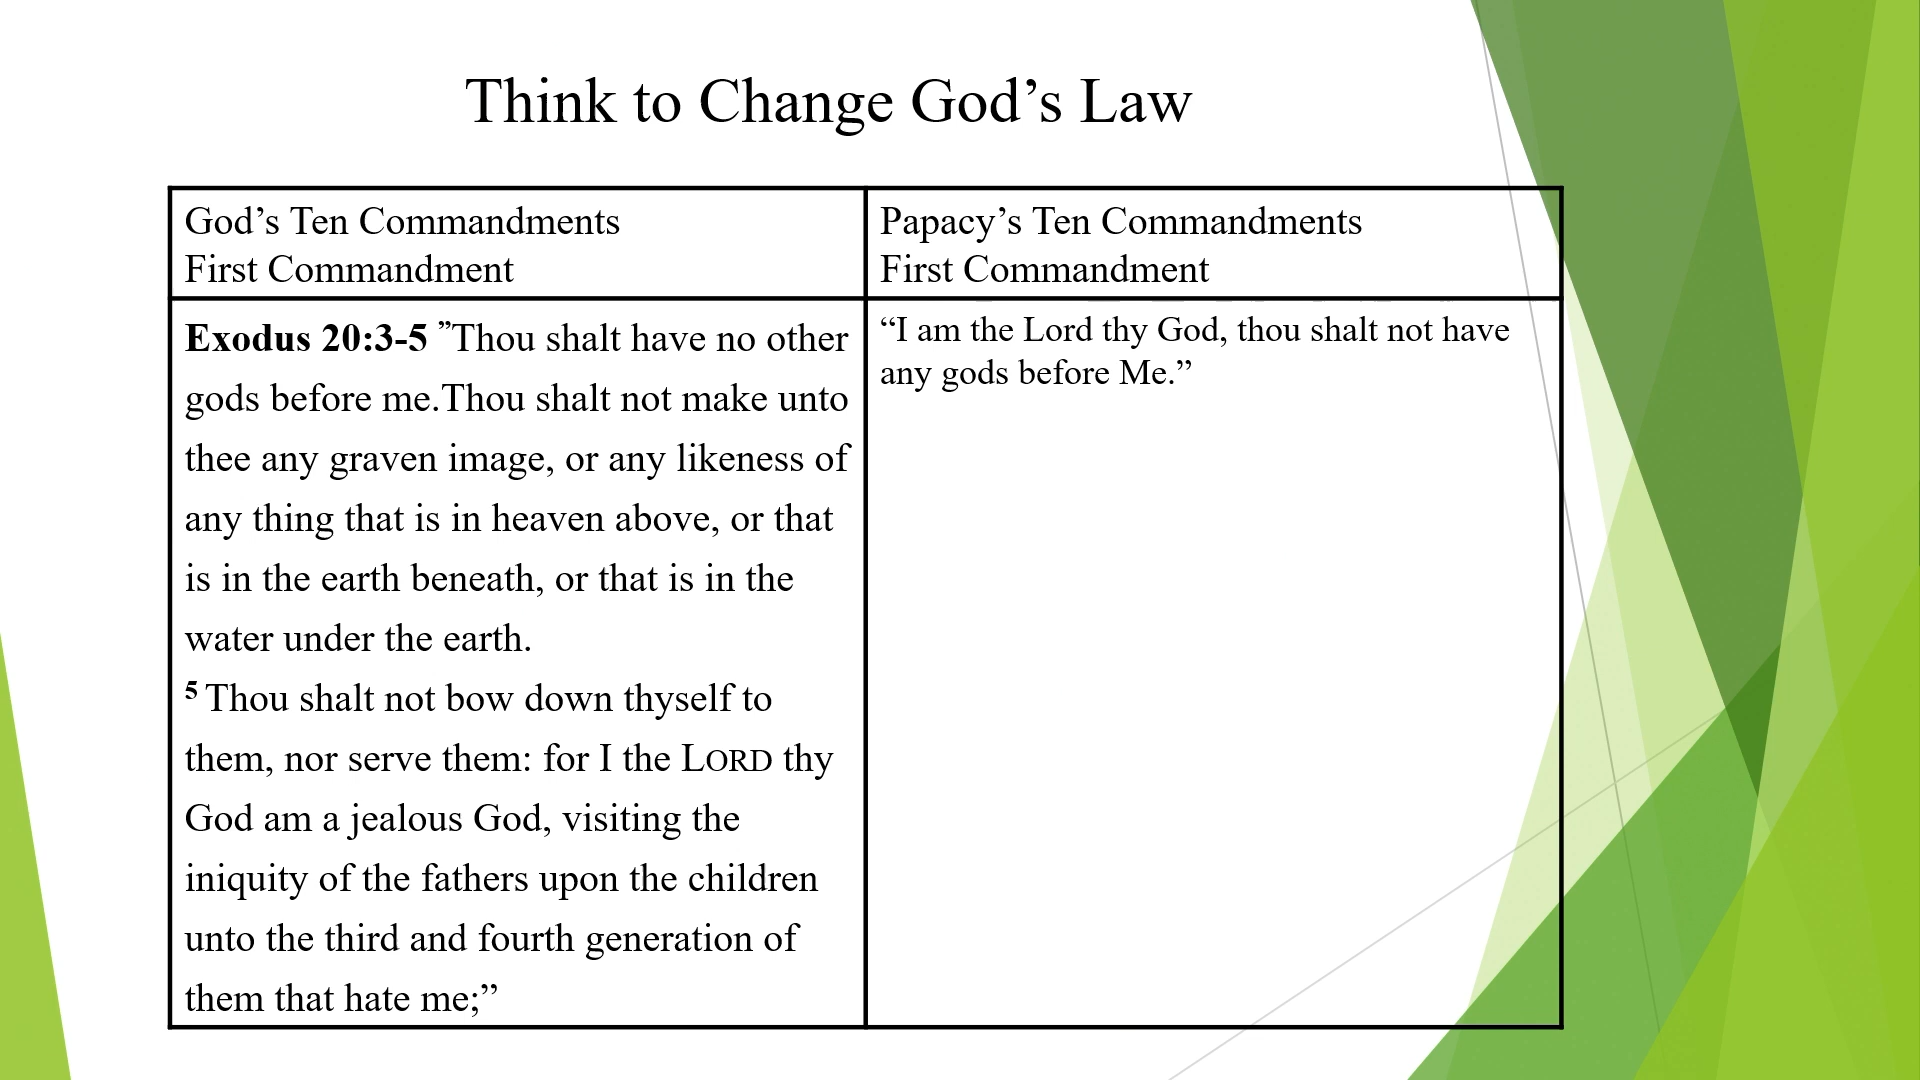 Think to Change God’s Law
God’s Ten Commandments
First Commandment
Papacy’s Ten Commandments
First Commandment
Exodus 20:3-5 ”Thou shalt have no other
gods before me.Thou shalt not make unto
thee any graven image, or any likeness of
any thing that is in heaven above, or that
is in the earth beneath, or that is in the
water under the earth.
5 Thou shalt not bow down thyself to
them, nor serve them: for I the LORD thy
God am a jealous God, visiting the
iniquity of the fathers upon the children
unto the third and fourth generation of
them that hate me;”
“I am the Lord thy God, thou shalt not have
any gods before Me.”